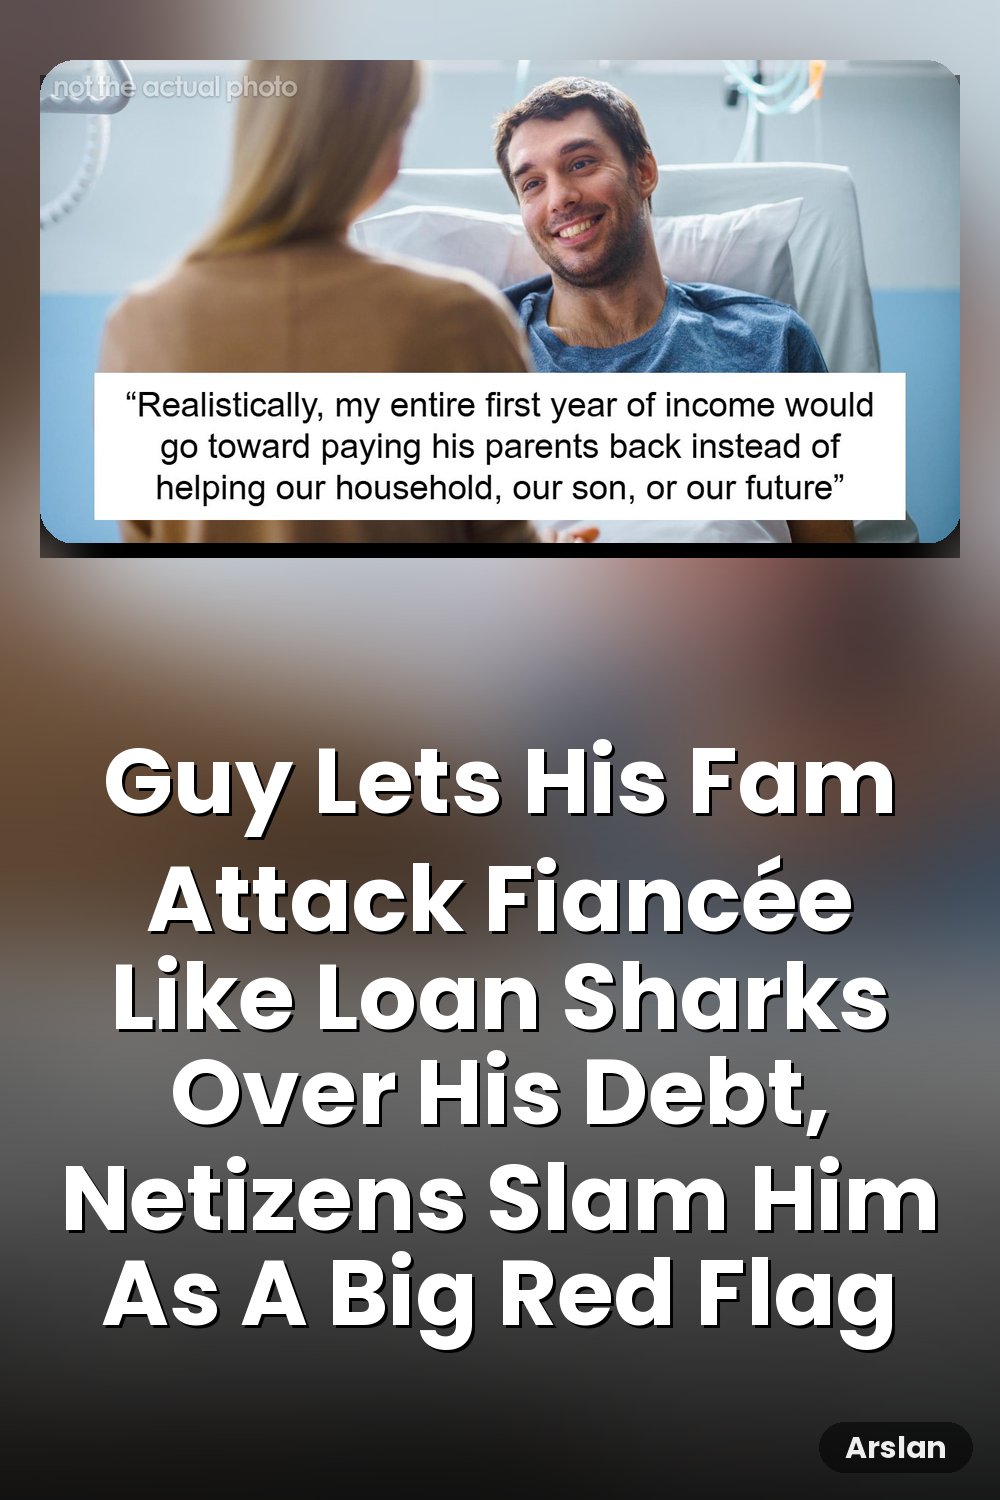 not the actual photo
“Realistically, my entire first year of income would
go toward paying his parents back instead of
helping our household, our son, or our future”
Guy Lets His Fam
Attack Fiancée
Like Loan Sharks
Over His Debt,
Netizens Slam Him
As A Big Red Flag
Arslan